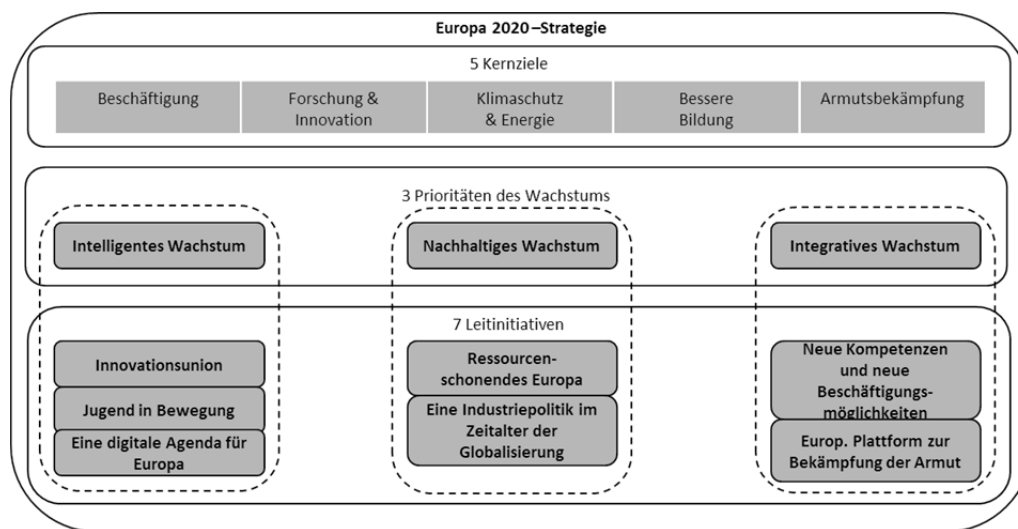 Europa 2020–Strategie
5 Kernziele
Beschäftigung
Forschung &
Innovation
Klimaschutz
& Energie
Bessere
Bildung
Armutsbekämpfung
3 Prioritäten des Wachstums
Intelligentes Wachstum
Nachhaltiges Wachstum
Integratives Wachstum
7 Leitinitiativen
Innovationsunion
Jugend in Bewegung
Eine digitale Agenda für
Europa
Ressourcen-
schonendes Europa
Eine Industriepolitik im
Zeitalter der
Globalisierung
Neue Kompetenzen
und neue
Beschäftigungs-
möglichkeiten
Europ. Plattform zur
Bekämpfung der Armut